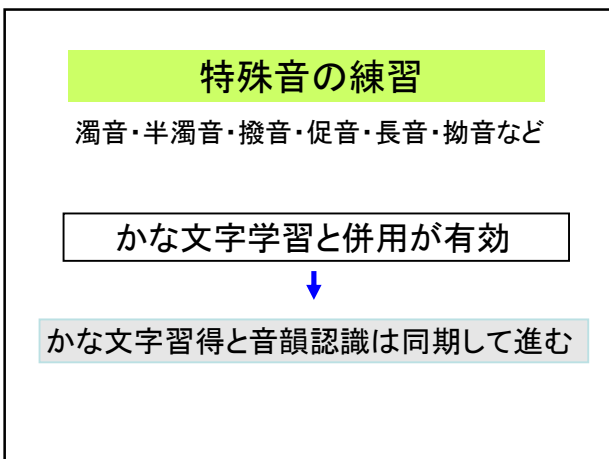 特殊音の練習
濁音・半濁音・撥音・促音・長音・拗音など
かな文字学習と併用が有効
かな文字習得と音韻認識は同期して進む